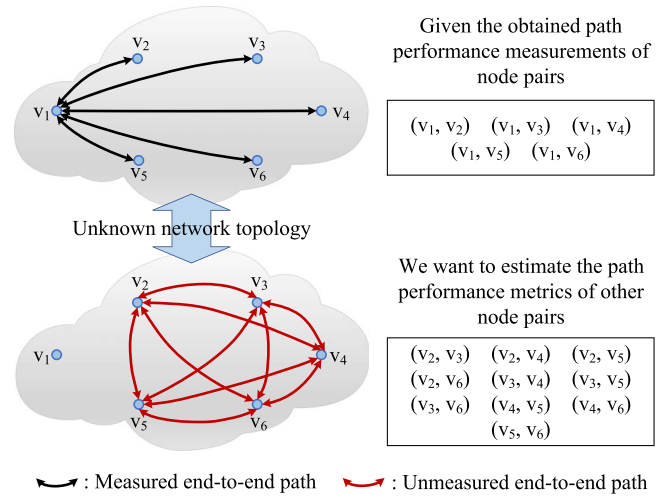 v2
v3
v1
v4
v5
v6
Given the obtained path
performance measurements of
node pairs
(v1, v2) (v1, v3) (v1, v4)
(v1, v5) (v1, v6)
Unknown network topology
v2
v3
v1
v4
v5
v6
We want to estimate the path
performance metrics of other
node pairs
(v2, v3) (v2, v4) (v2, v5)
(v2, v6) (v3, v4) (v3, v5)
(v3, v6) (v4, v5) (v4, v6)
(v5, v6)
: Measured end-to-end path : Unmeasured end-to-end path